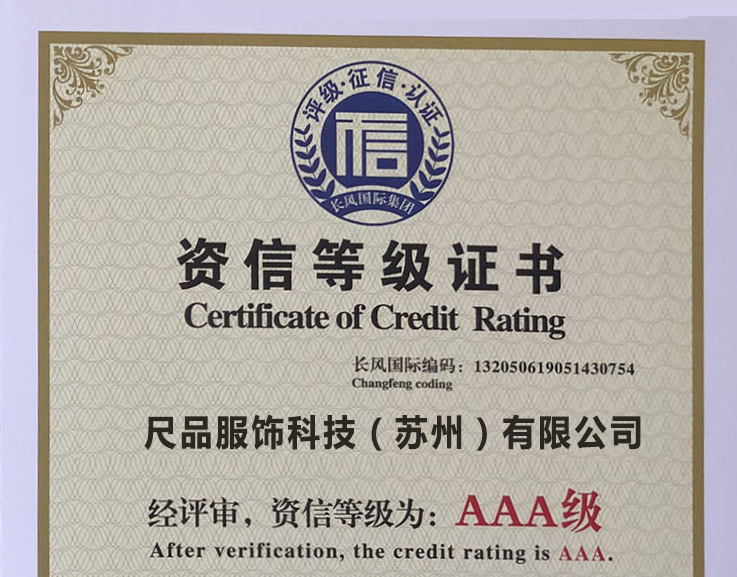 评级·征信·认证
信
长风国际集团
资信等级证书
Certificate of Credit Rating
长风国际编码：132050619051430754
Changfeng coding
尺品服饰科技（苏州）有限公司
经评审，资信等级为：AAA级
After verification, the credit rating is AAA.